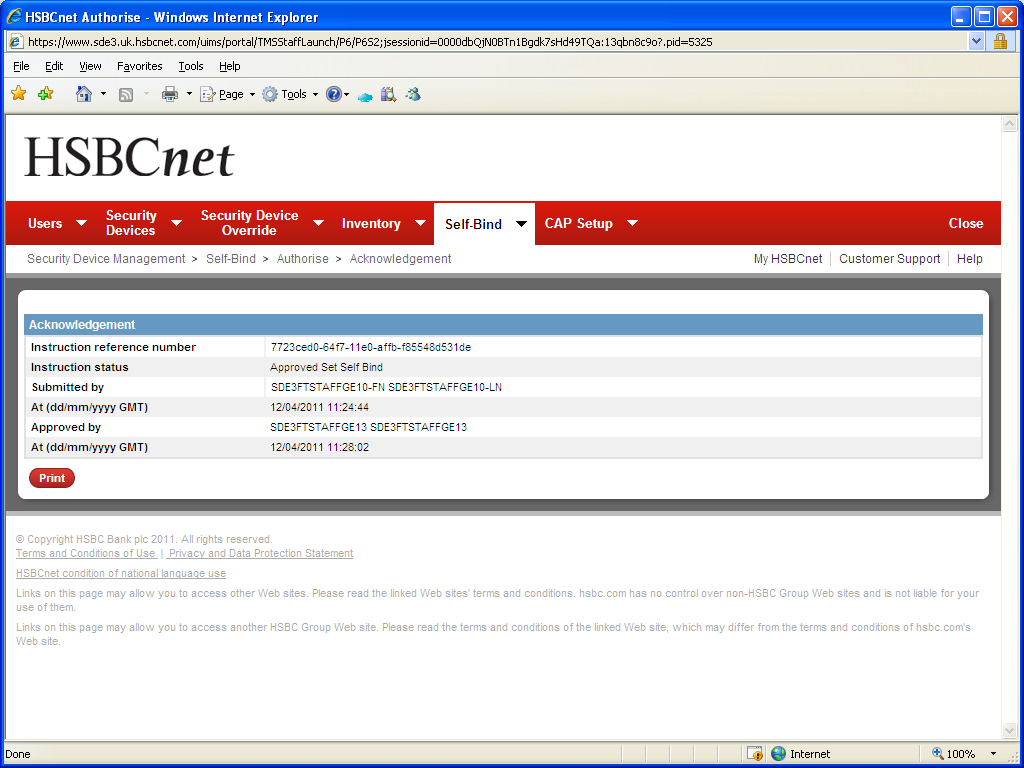 HSBCnet Authorise - Windows Internet Explorer
https://www.sde3.uk.hsbcnet.com/uims/portal/TMSStaffLaunch/P6/P6S2;jsessionid=0000dbQjN0BTn1Bgdk7sHd49TQa:13qbn8c9o?.pid=5325
File Edit View Favorites Tools Help
Page Tools
HSBCnet
Users Security Devices Security Device Override Inventory Self-Bind CAP Setup Close
Security Device Management > Self-Bind > Authorise > Acknowledgement My HSBCnet Customer Support Help
Acknowledgement
Instruction reference number 7723ced0-64f7-11e0-affb-f85548d531de
Instruction status Approved Set Self Bind
Submitted by SDE3FTSTAFFGE10-FN SDE3FTSTAFFGE10-LN
At (dd/mm/yyyy GMT) 12/04/2011 11:24:44
Approved by SDE3FTSTAFFGE13 SDE3FTSTAFFGE13
At (dd/mm/yyyy GMT) 12/04/2011 11:28:02
Print
© Copyright HSBC Bank plc 2011. All rights reserved.
Terms and Conditions of Use | Privacy and Data Protection Statement
HSBCnet condition of national language use
Links on this page may allow you to access other Web sites. Please read the linked Web sites' terms and conditions. hsbc.com has no control over non-HSBC Group Web sites and is not liable for your
use of them.
Links on this page may allow you to access another HSBC Group Web site. Please read the terms and conditions of the linked Web site, which may differ from the terms and conditions of hsbc.com's
Web site.
Done Internet 100%